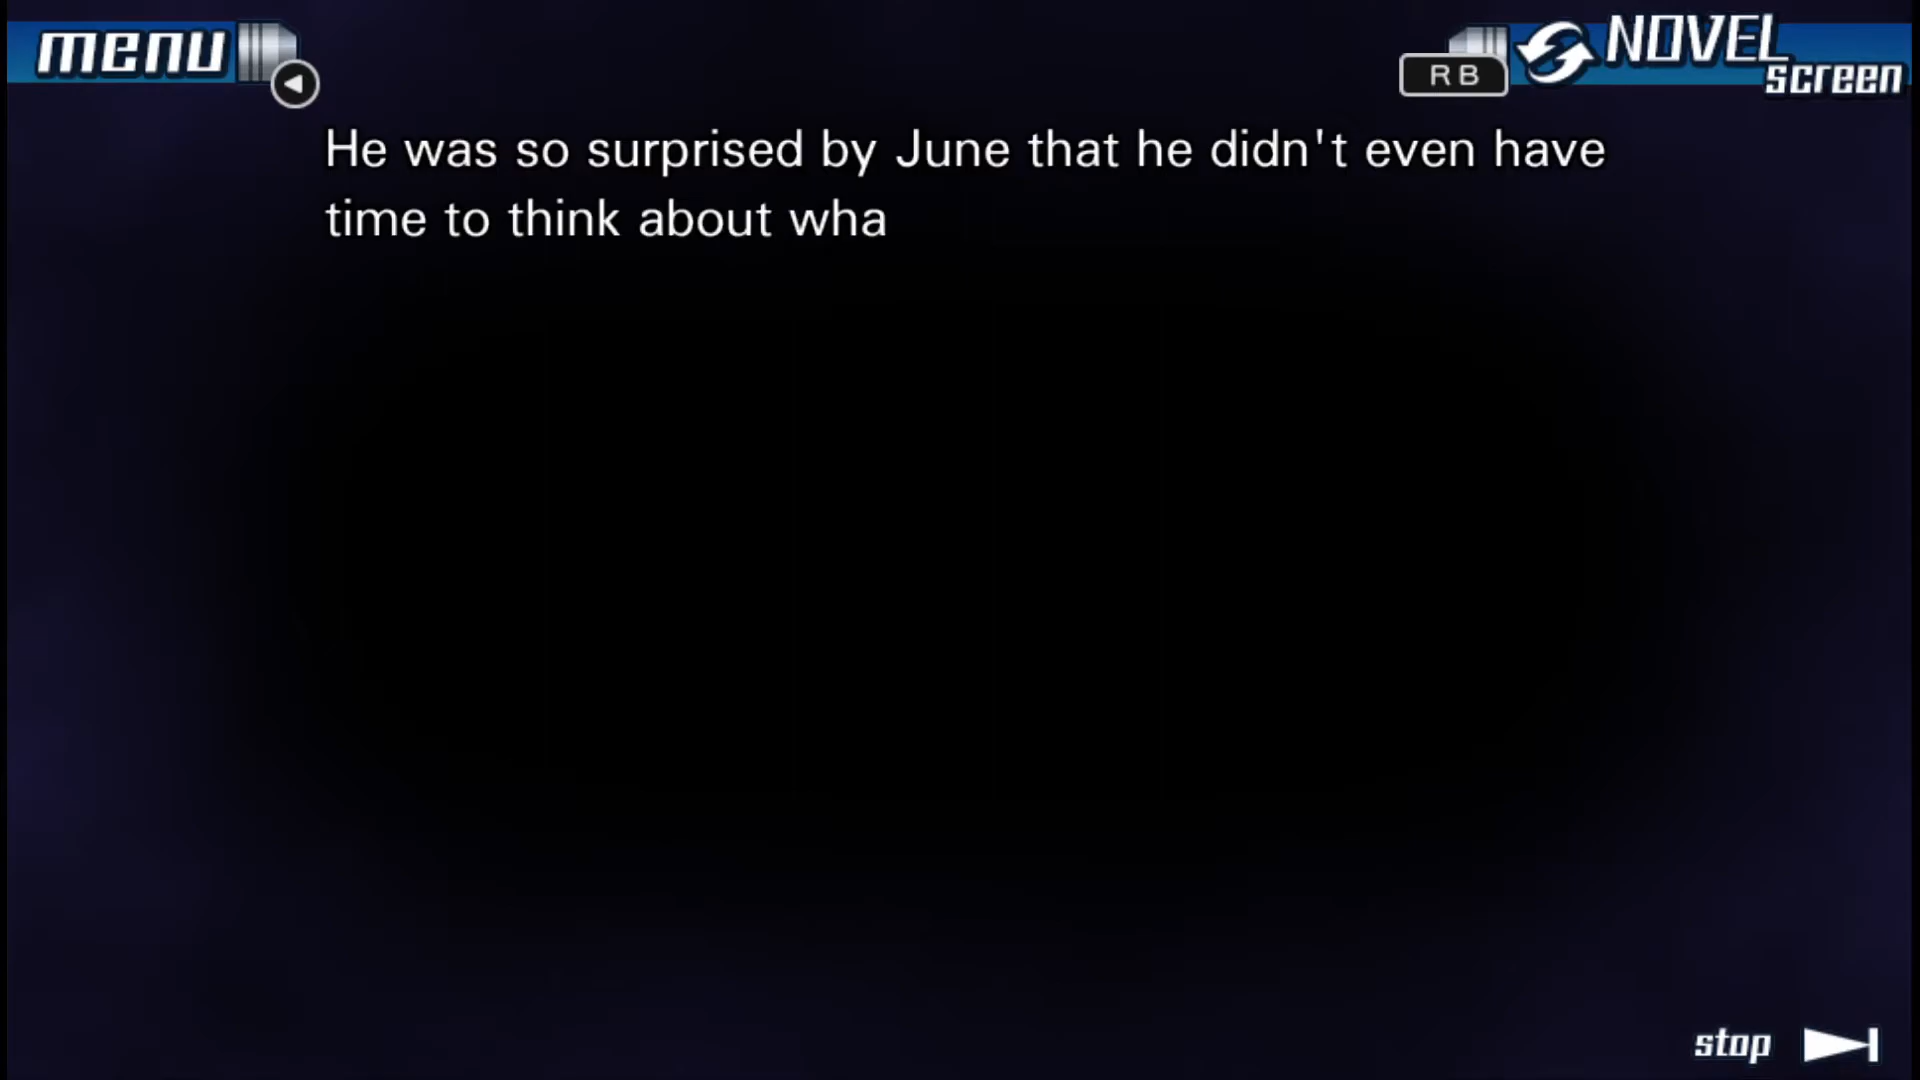 menu
RB
NOVEL
screen
He was so surprised by June that he didn't even have
time to think about wha
stop